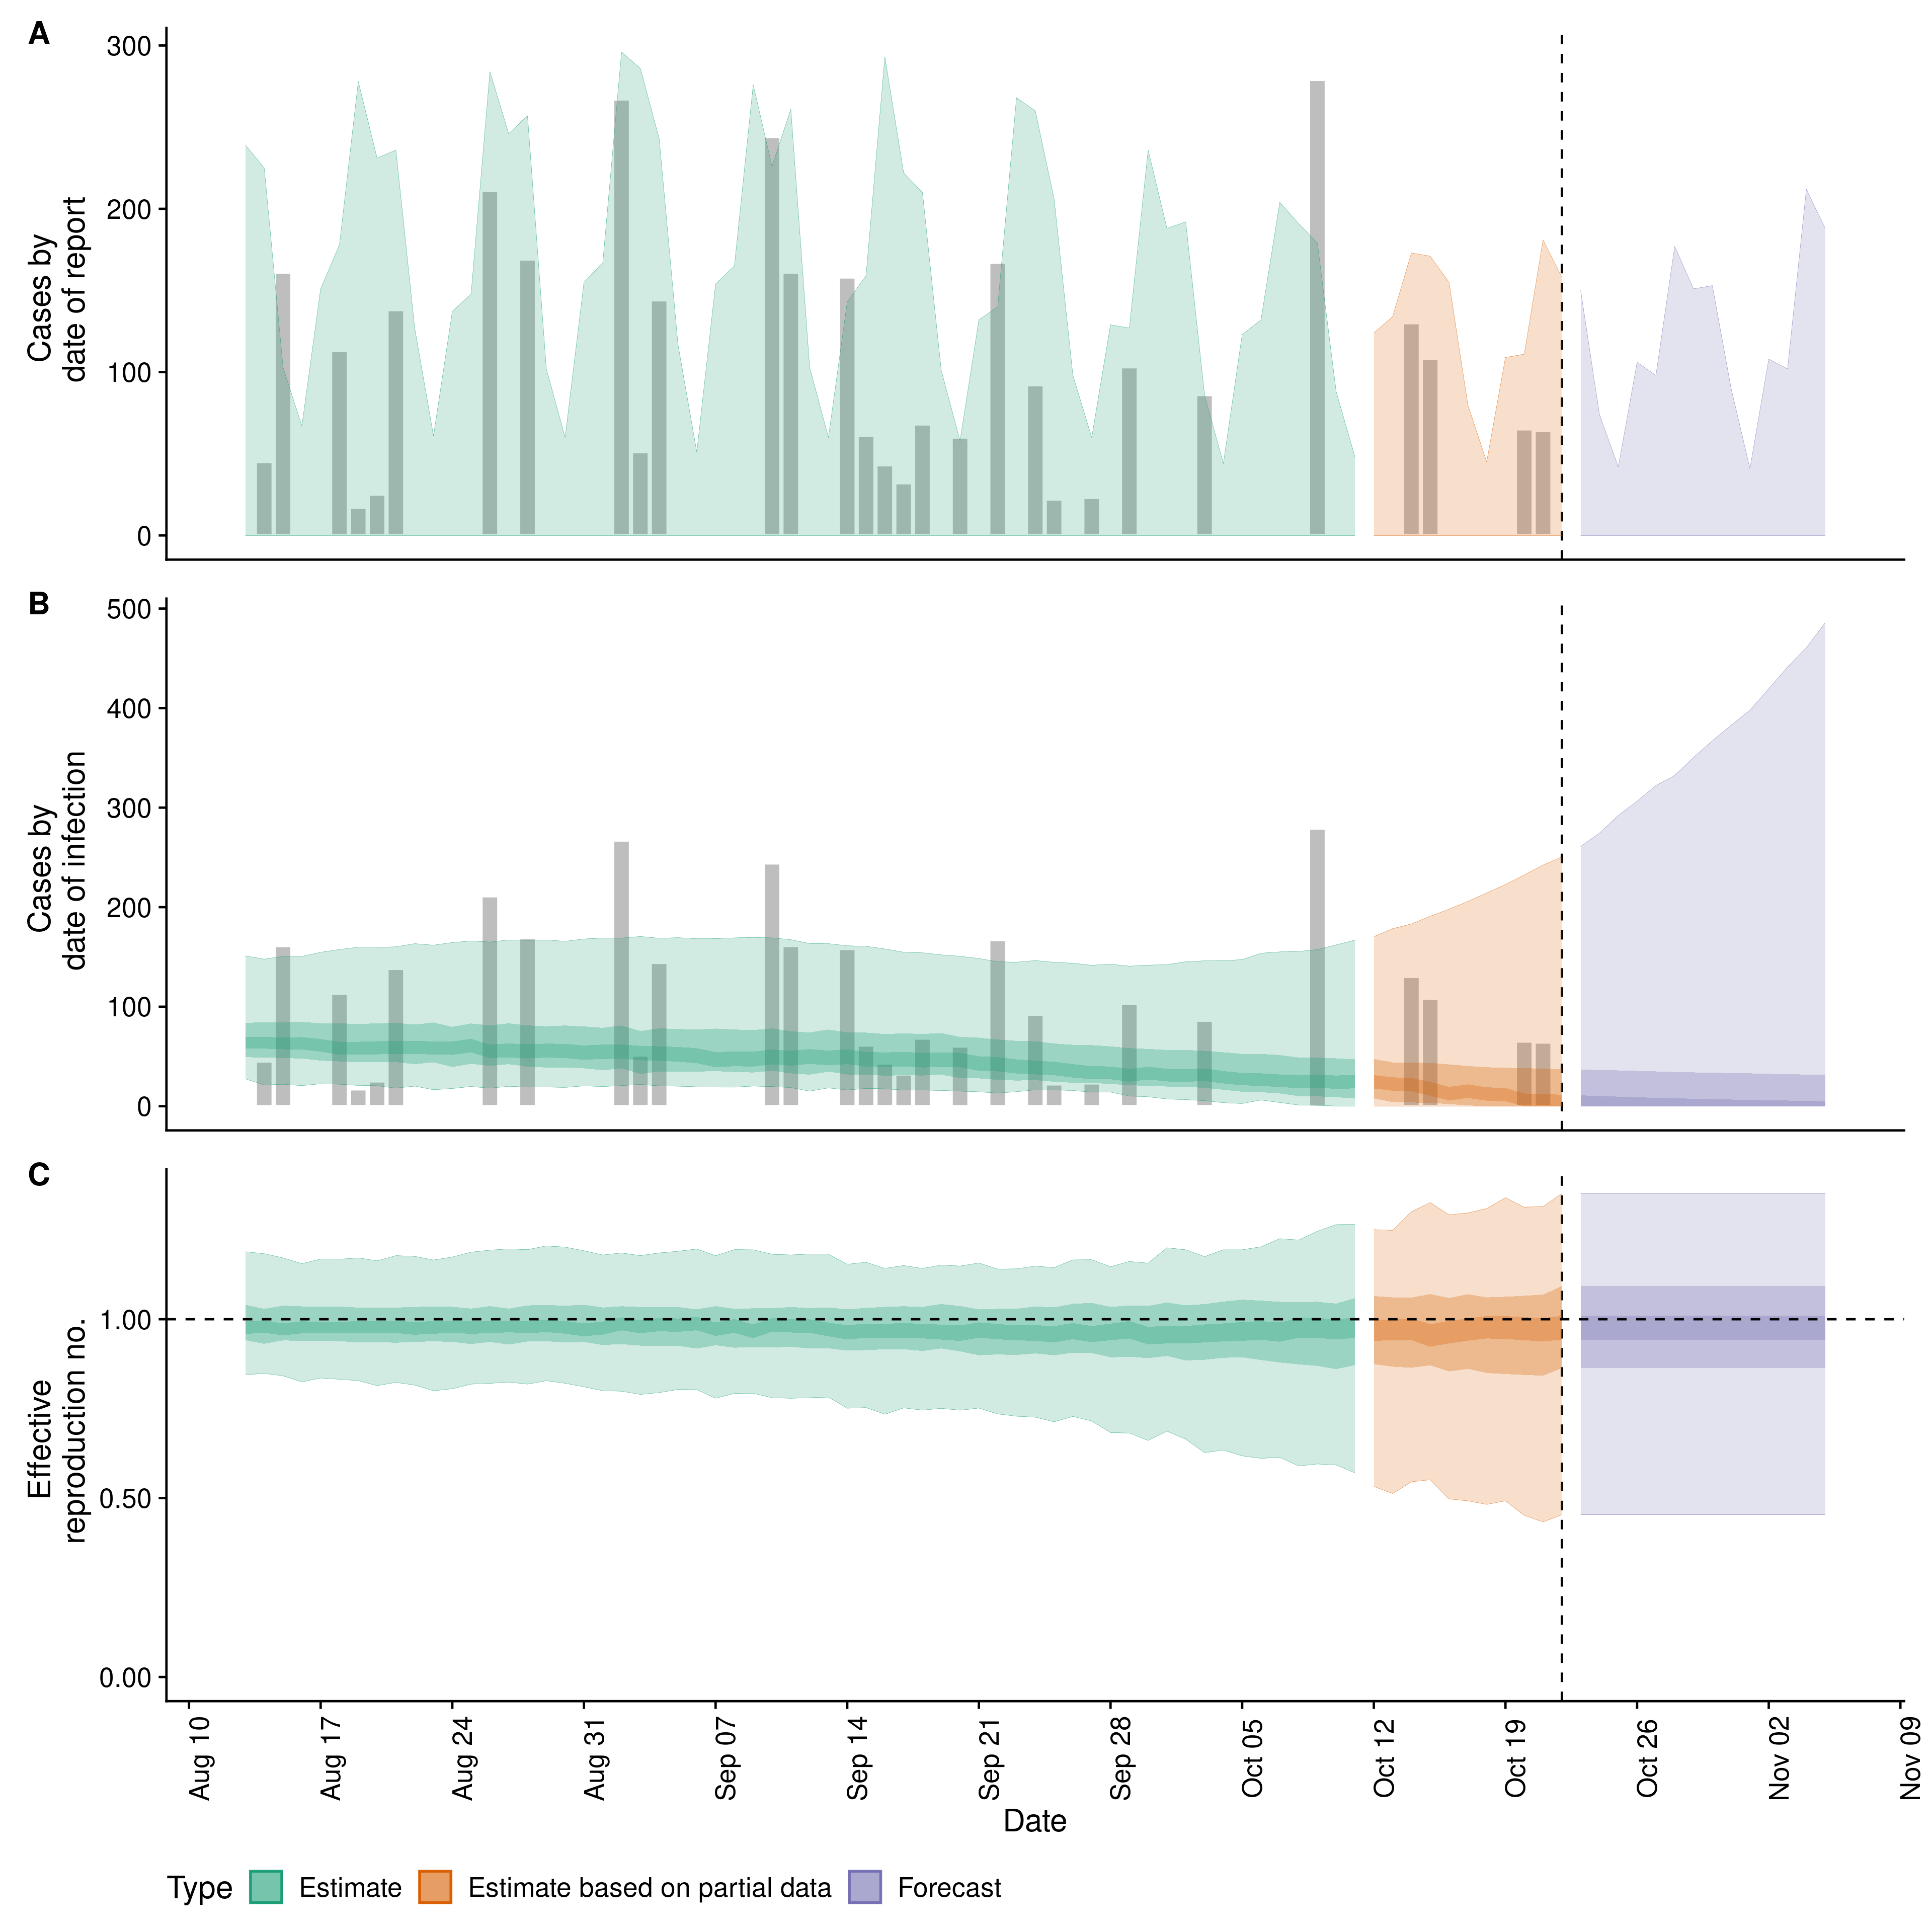 A
300
200
100
0
Cases by
date of report
B
500
400
300
200
100
0
Cases by
date of infection
C
1.00
0.50
0.00
Effective
reproduction no.
Aug 10
Aug 17
Aug 24
Aug 31
Sep 07
Sep 14
Sep 21
Sep 28
Oct 05
Oct 12
Oct 19
Oct 26
Nov 02
Nov 09
Date
Type Estimate Estimate based on partial data Forecast